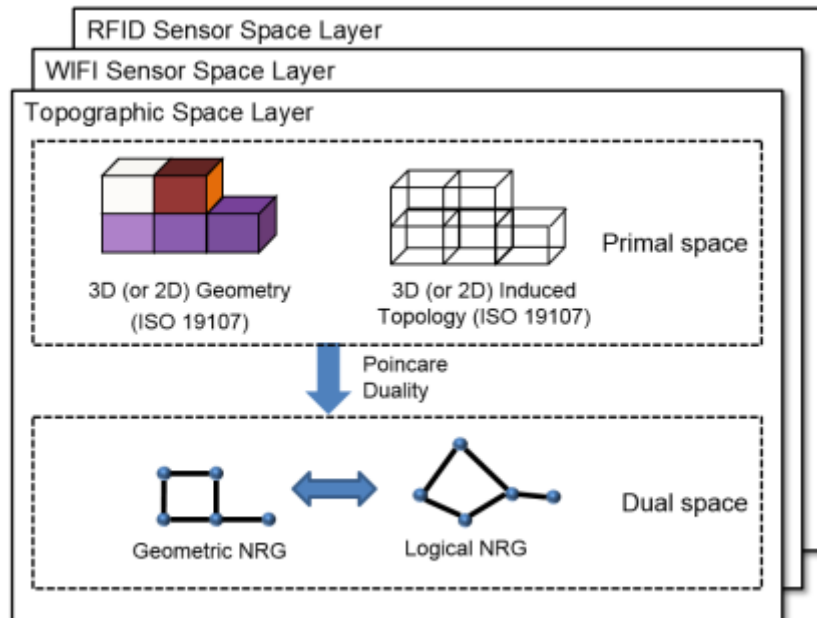 RFID Sensor Space Layer
WIFI Sensor Space Layer
Topographic Space Layer
3D (or 2D) Geometry
(ISO 19107)
3D (or 2D) Induced
Topology (ISO 19107)
Primal space
Poincare
Duality
Geometric NRG
Logical NRG
Dual space